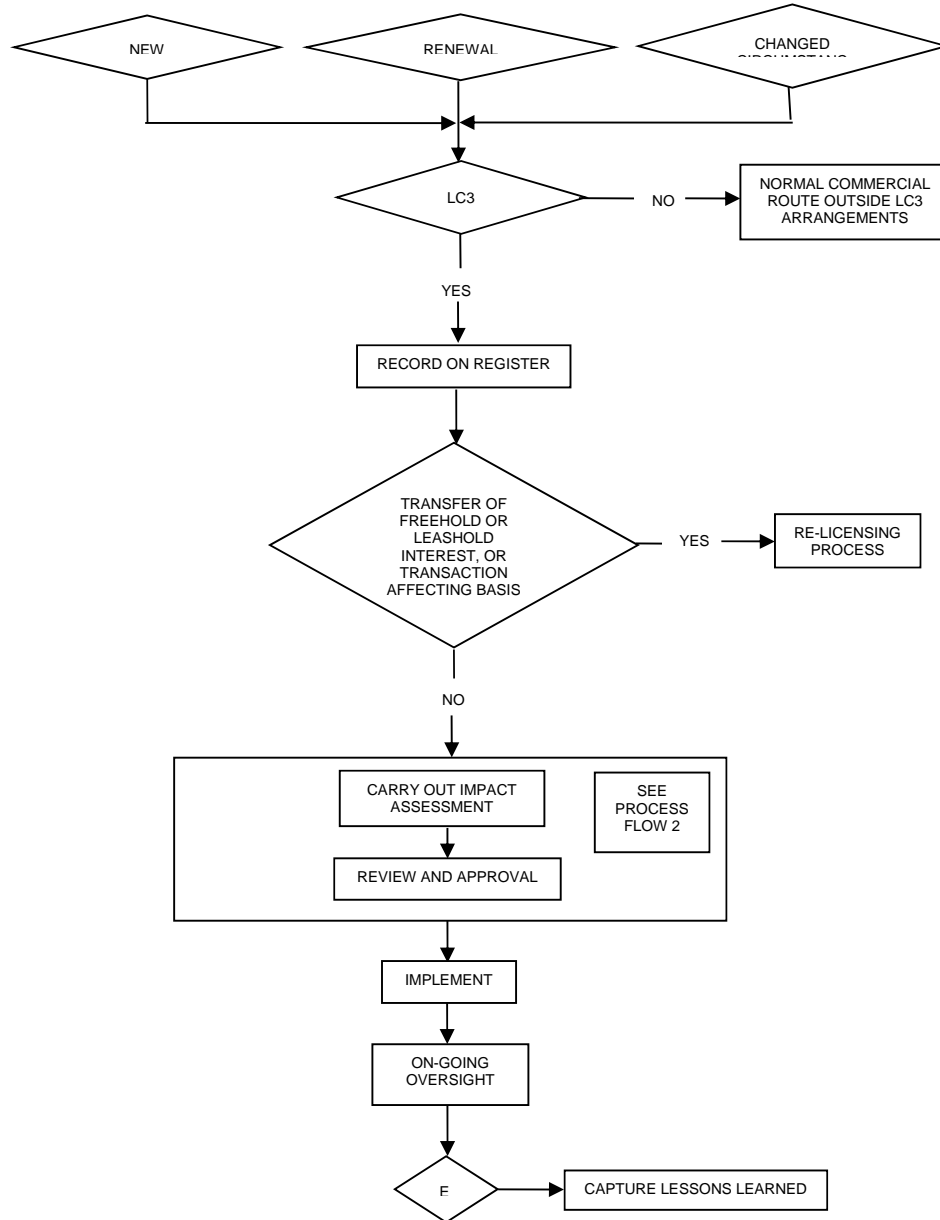 NEW
RENEWAL
CHANGED
LC3
NO
NORMAL COMMERCIAL
ROUTE OUTSIDE LC3
ARRANGEMENTS
YES
RECORD ON REGISTER
TRANSFER OF
FREEHOLD OR
LEASHOLD
INTEREST, OR
TRANSACTION
AFFECTING BASIS
YES
RE-LICENSING
PROCESS
NO
CARRY OUT IMPACT
ASSESSMENT
SEE
PROCESS
FLOW 2
REVIEW AND APPROVAL
IMPLEMENT
ON-GOING
OVERSIGHT
CAPTURE LESSONS LEARNED